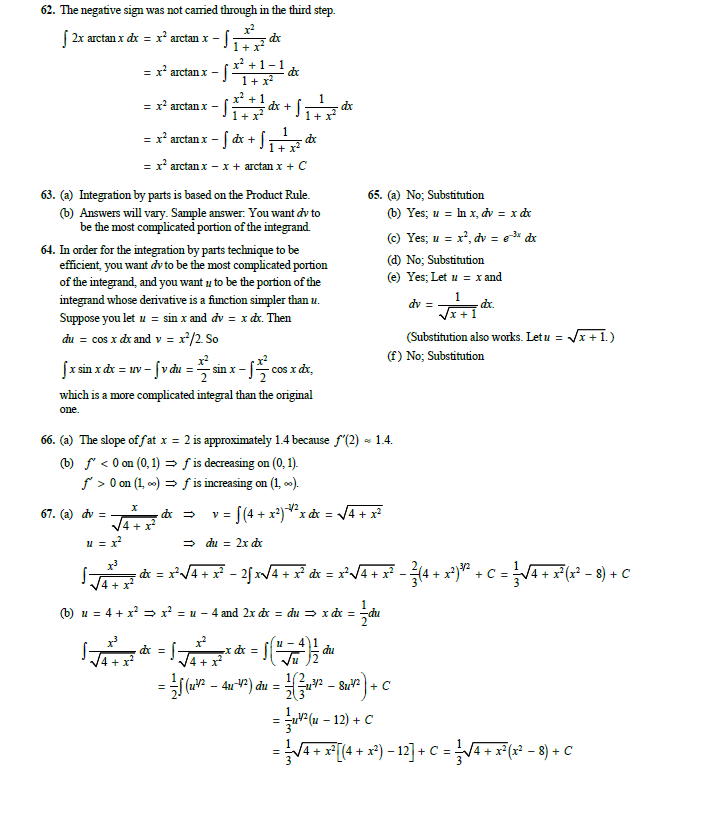 62. The negative sign was not carried through in the third step.
∫ 2x arctan x dx = x² arctan x − ∫ x²/(1 + x²) dx
= x² arctan x − ∫ (x² + 1 − 1)/(1 + x²) dx
= x² arctan x − ∫ (x² + 1)/(1 + x²) dx + ∫ 1/(1 + x²) dx
= x² arctan x − ∫ dx + ∫ 1/(1 + x²) dx
= x² arctan x − x + arctan x + C
63. (a) Integration by parts is based on the Product Rule.
(b) Answers will vary. Sample answer: You want dv to
be the most complicated portion of the integrand.
64. In order for the integration by parts technique to be
efficient, you want dv to be the most complicated portion
of the integrand, and you want u to be the portion of the
integrand whose derivative is a function simpler than u.
Suppose you let u = sin x and dv = x dx. Then
du = cos x dx and v = x²/2. So
∫ x sin x dx = uv − ∫ v du = x²/2 sin x − ∫ x²/2 cos x dx,
which is a more complicated integral than the original
one.
65. (a) No; Substitution
(b) Yes; u = ln x, dv = x dx
(c) Yes; u = x², dv = e⁻³ˣ dx
(d) No; Substitution
(e) Yes; Let u = x and
dv = 1/√(x + 1) dx.
(Substitution also works. Let u = √(x + 1).)
(f) No; Substitution
66. (a) The slope of f at x = 2 is approximately 1.4 because f′(2) ≈ 1.4.
(b) f′ < 0 on (0, 1) ⇒ f is decreasing on (0, 1).
f′ > 0 on (1, ∞) ⇒ f is increasing on (1, ∞).
67. (a) dv = x/√(4 + x²) dx ⇒ v = ∫(4 + x²)^(−1/2) x dx = √(4 + x²)
u = x² ⇒ du = 2x dx
∫ x³/√(4 + x²) dx = x²√(4 + x²) − 2∫ x√(4 + x²) dx = x²√(4 + x²) − 2/3(4 + x²)^(3/2) + C = 1/3√(4 + x²)(x² − 8) + C
(b) u = 4 + x² ⇒ x² = u − 4 and 2x dx = du ⇒ x dx = 1/2 du
∫ x³/√(4 + x²) dx = ∫ x²/√(4 + x²) x dx = ∫((u − 4)/√u) 1/2 du
= 1/2 ∫(u^(1/2) − 4u^(−1/2)) du = 1/2(2/3 u^(3/2) − 8u^(1/2)) + C
= 1/3 u^(1/2)(u − 12) + C
= 1/3√(4 + x²)[(4 + x²) − 12] + C = 1/3√(4 + x²)(x² − 8) + C